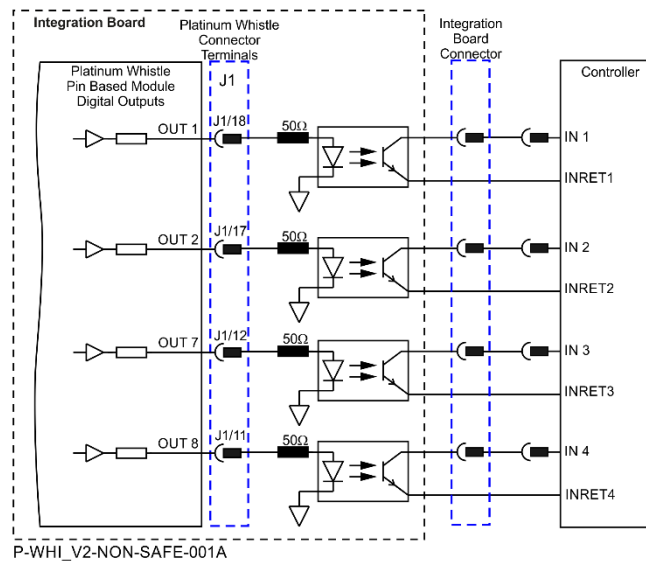 Integration Board
Platinum Whistle
Connector
Terminals
Integration
Board
Connector
Platinum Whistle
Pin Based Module
Digital Outputs
J1
Controller
OUT 1
J1/18
50Ω
IN 1
INRET1
OUT 2
J1/17
50Ω
IN 2
INRET2
OUT 7
J1/12
50Ω
IN 3
INRET3
OUT 8
J1/11
50Ω
IN 4
INRET4
P-WHI_V2-NON-SAFE-001A